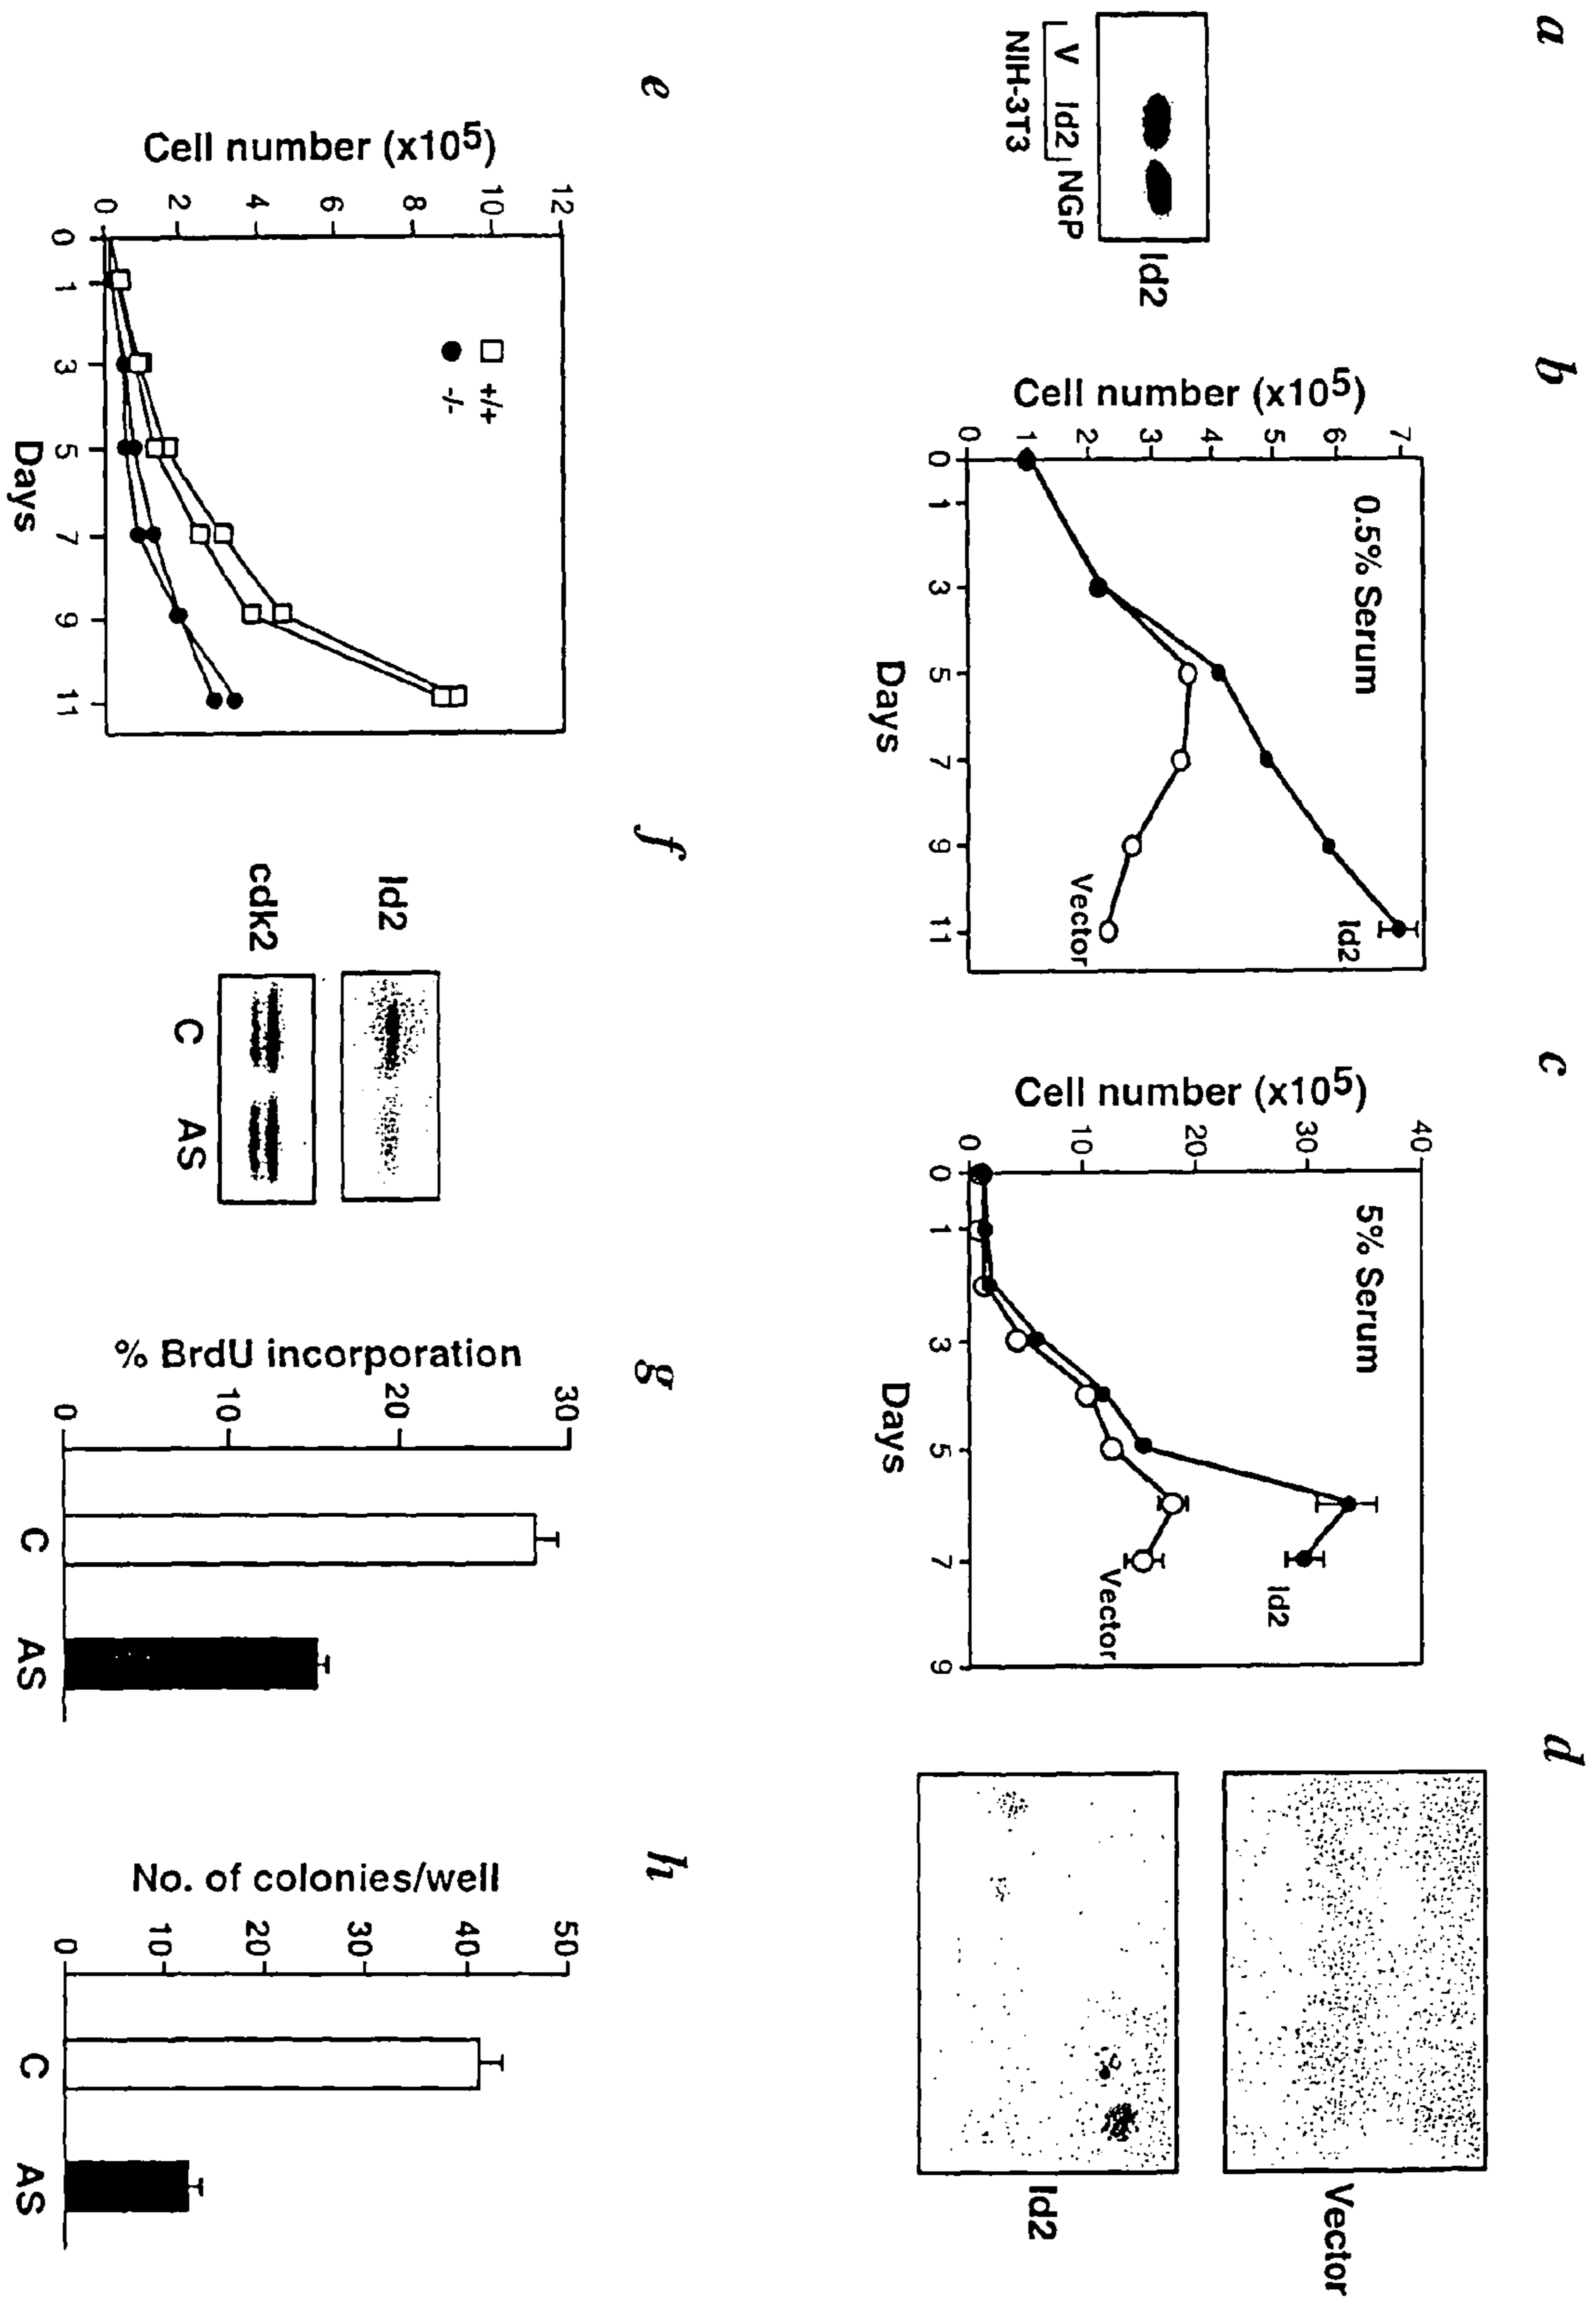 a
Id2
V Id2 NGP
NIH-3T3
b
Cell number (x10^5)
7
6
5
4
3
2
1
0
0.5% Serum
Id2
Vector
0 1 3 5 7 9 11
Days
c
Cell number (x10^5)
40
30
20
10
0
5% Serum
Id2
Vector
0 1 3 5 7 9
Days
d
Vector
Id2
e
Cell number (x10^5)
12
10
8
6
4
2
0
+/+
-/-
0 1 3 5 7 9 11
Days
f
Id2
cdk2
C AS
g
% BrdU incorporation
30
20
10
0
C AS
h
No. of colonies/well
50
40
30
20
10
0
C AS